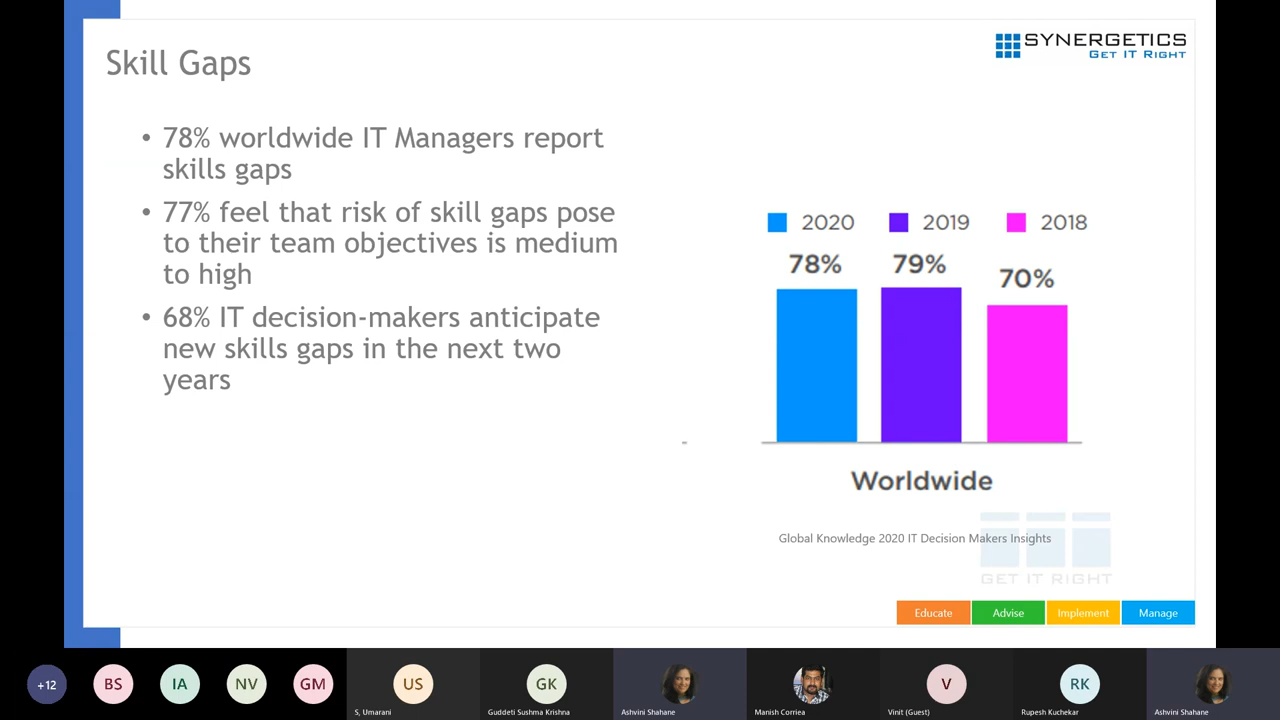 SYNERGETICS
GET IT RIGHT
Skill Gaps
• 78% worldwide IT Managers report
skills gaps
• 77% feel that risk of skill gaps pose
to their team objectives is medium
to high
• 68% IT decision-makers anticipate
new skills gaps in the next two
years
2020 2019 2018
78% 79% 70%
Worldwide
Global Knowledge 2020 IT Decision Makers Insights
GET IT RIGHT
Educate Advise Implement Manage
+12 BS IA NV GM US GK V RK
S, Umarani Guddeti Sushma Krishna Ashvini Shahane Manish Corriea Vinit (Guest) Rupesh Kuchekar Ashvini Shahane